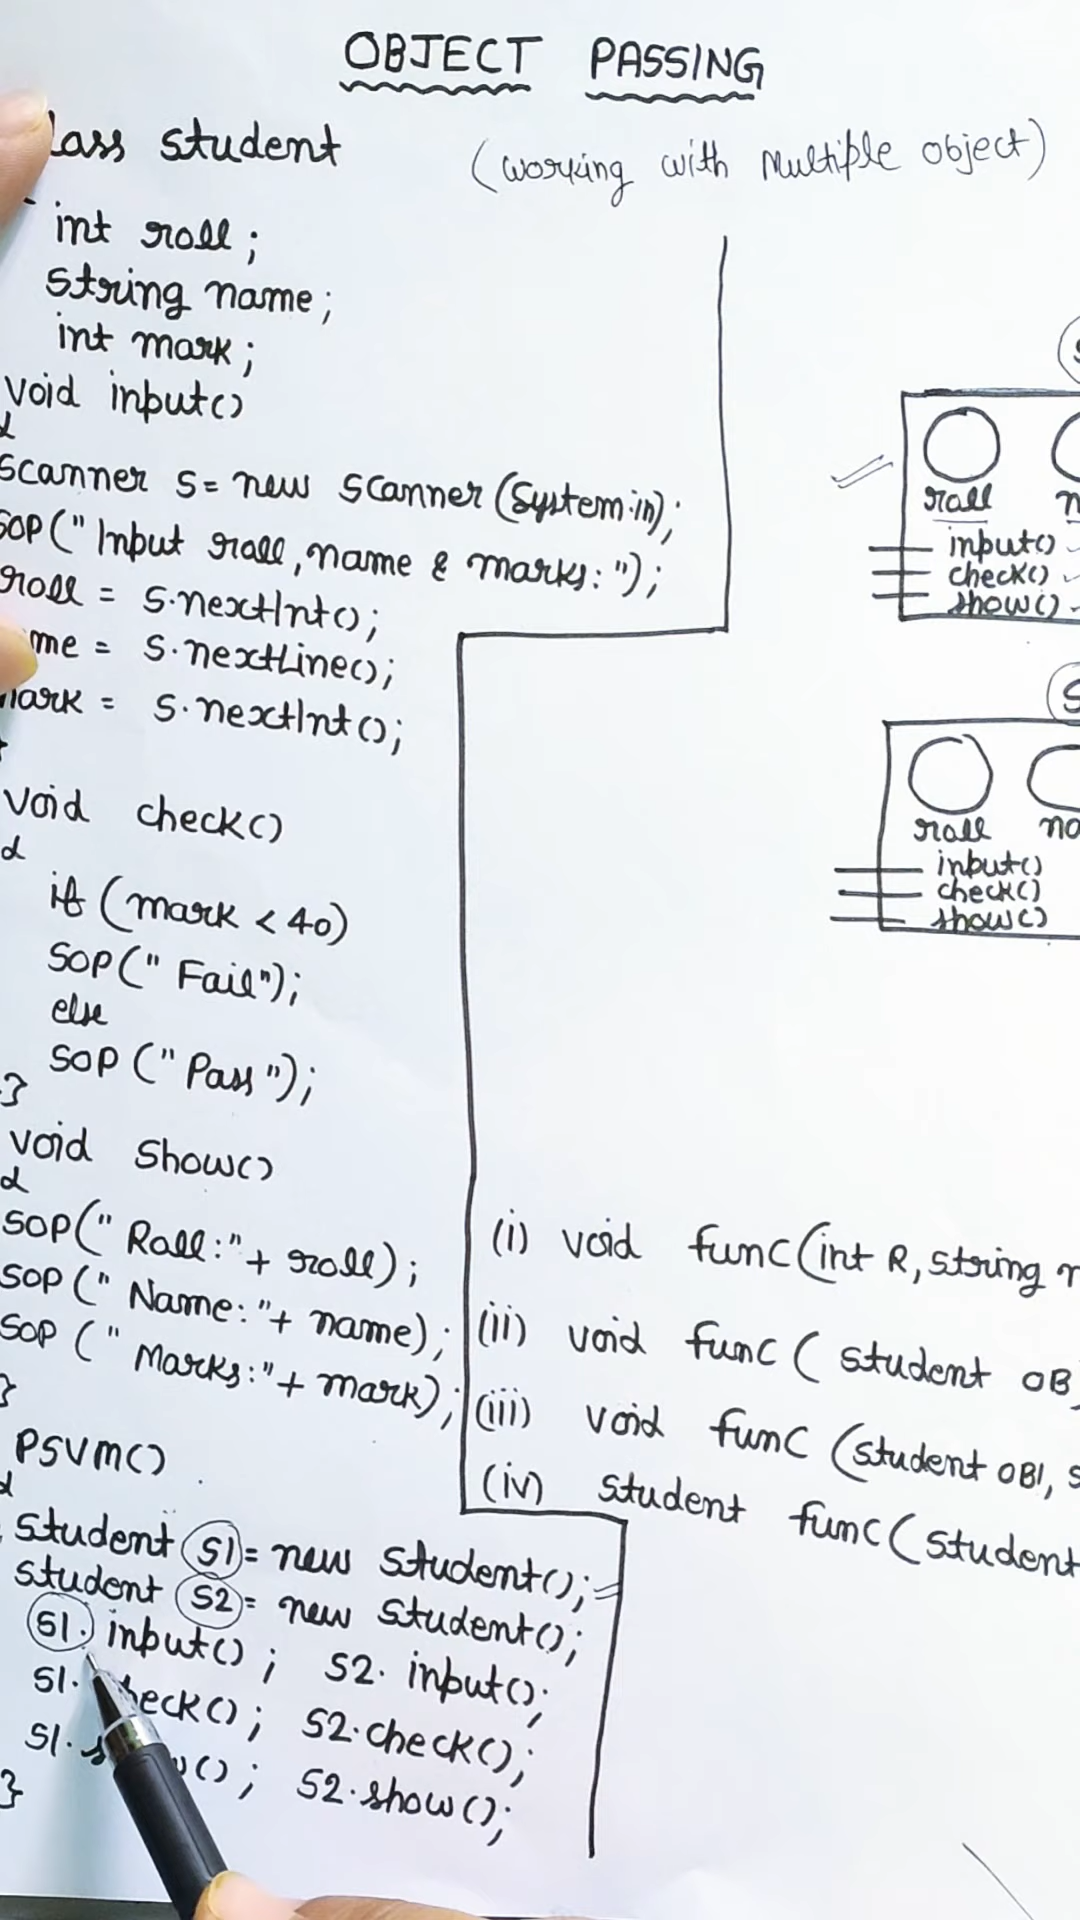 OBJECT PASSING
lass student
(working with Multiple object)
int roll;
string name;
int mark;
void input()
scanner s= new scanner(System.in);
SOP("Input roll, name & marks:");
roll = s.nextInt();
me = s.nextLine();
mark = s.nextInt();
}
void check()
{
if (mark < 40)
SOP("Fail");
else
SOP ("Pass");
}
void show()
{
SOP("Roll:"+ roll);
SOP("Name:"+ name);
SOP ("Marks:"+ mark);
}
PSVM()
{
student S1= new student();
student S2= new student();
S1. input(); S2. input();
S1. heck(); S2.check();
S1.s (); S2.show();
}
roll
input()
check()
show()
roll
input()
check()
show()
(i) void func(int R, string
(ii) void func( student OB
(iii) void func (student OB1, s
(iv) student func(student